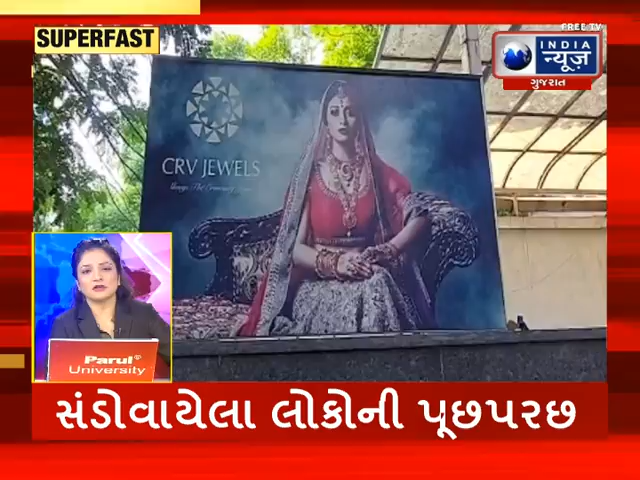 FREE TV
SUPERFAST
INDIA
न्यूज़
ગુજરાત
CRV JEWELS
Parul
University
સંડોવાયેલા લોકોની પૂછપરછ